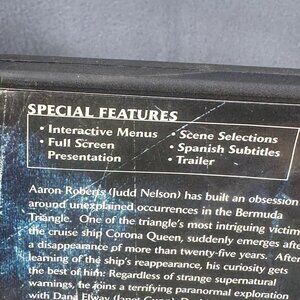 SPECIAL FEATURES
• Interactive Menus
• Full Screen
Presentation
• Scene Selections
• Spanish Subtitles
• Trailer
Aaron Roberts (Judd Nelson) has built an obsession
around unexplained occurrences in the Bermuda
Triangle. One of the triangle's most intriguing victims
the cruise ship Corona Queen, suddenly emerges after
a disappearance of more than twenty-five years. After
learning of the ship's reappearance, his curiosity gets
the best of him. Regardless of strange supernatural
warnings, he joins a terrifying paranormal exploration
with Dana Elway (Janet